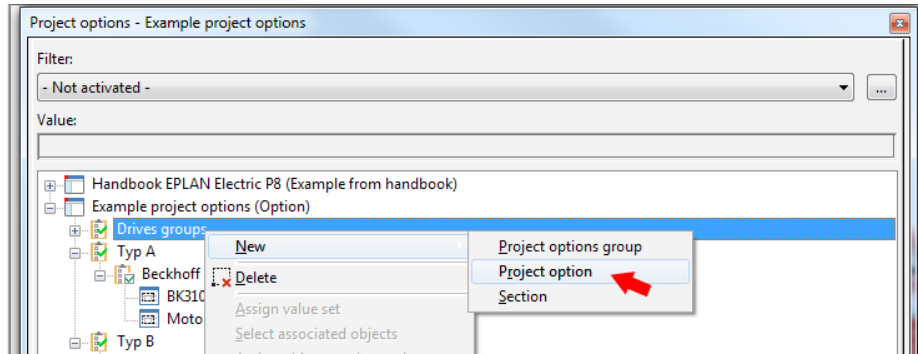 Project options - Example project options
Filter:
- Not activated -
...
Value:
Handbook EPLAN Electric P8 (Example from handbook)
Example project options (Option)
Drives groups
New
Project options group
Typ A
Project option
Beckhoff
Delete
Section
BK310
Assign value set
Moto
Select associated objects
Typ B